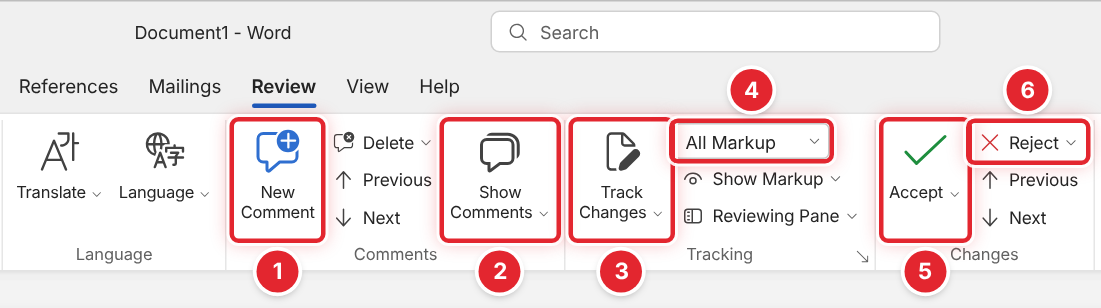 Document1 - Word
Search
References Mailings Review View Help
4
6
Translate
Language
Language
New
Comment
Delete
Previous
Next
Show
Comments
Comments
Track
Changes
All Markup
Show Markup
Reviewing Pane
Tracking
Accept
Reject
Previous
Next
Changes
1
2
3
5